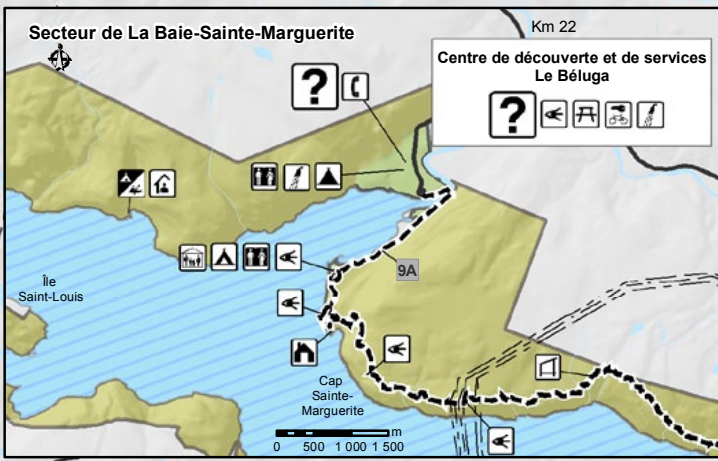 Secteur de La Baie-Sainte-Marguerite
Km 22
Centre de découverte et de services
Le Béluga
?
?
9A
Île
Saint-Louis
Cap
Sainte-
Marguerite
m
0 500 1 000 1 500